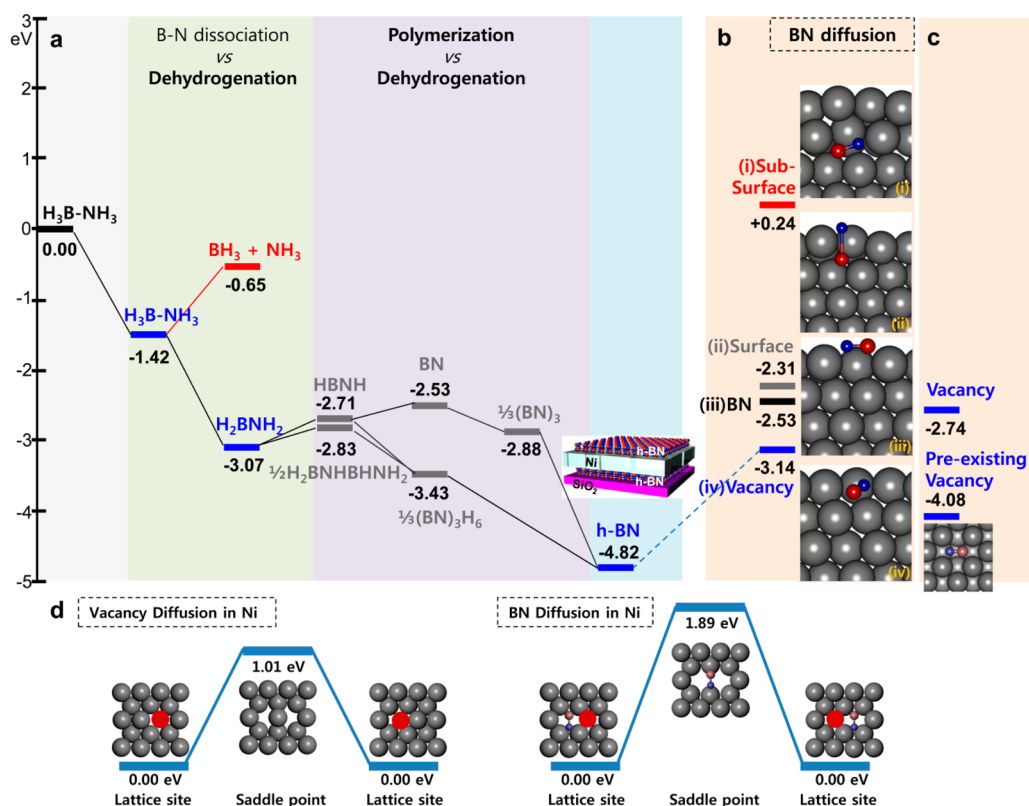 3
eV
2
1
0
-1
-2
-3
-4
-5
a
B-N dissociation
vs
Dehydrogenation
Polymerization
vs
Dehydrogenation
H₃B-NH₃
0.00
BH₃ + NH₃
-0.65
H₃B-NH₃
-1.42
H₂BNH₂
-3.07
HBNH
-2.71
-2.83
½H₂BNHBHNH₂
BN
-2.53
⅓(BN)₃
-2.88
-3.43
⅓(BN)₃H₆
h-BN
Ni
h-BN
SiO₂
h-BN
-4.82
b
BN diffusion
c
(i)Sub-
Surface
+0.24
(i)
(ii)
(ii)Surface
-2.31
(iii)BN
-2.53
(iii)
-3.14
(iv)Vacancy
(iv)
Vacancy
-2.74
Pre-existing
Vacancy
-4.08
d
Vacancy Diffusion in Ni
1.01 eV
0.00 eV
0.00 eV
Lattice site
Saddle point
Lattice site
BN Diffusion in Ni
1.89 eV
0.00 eV
0.00 eV
Lattice site
Saddle point
Lattice site